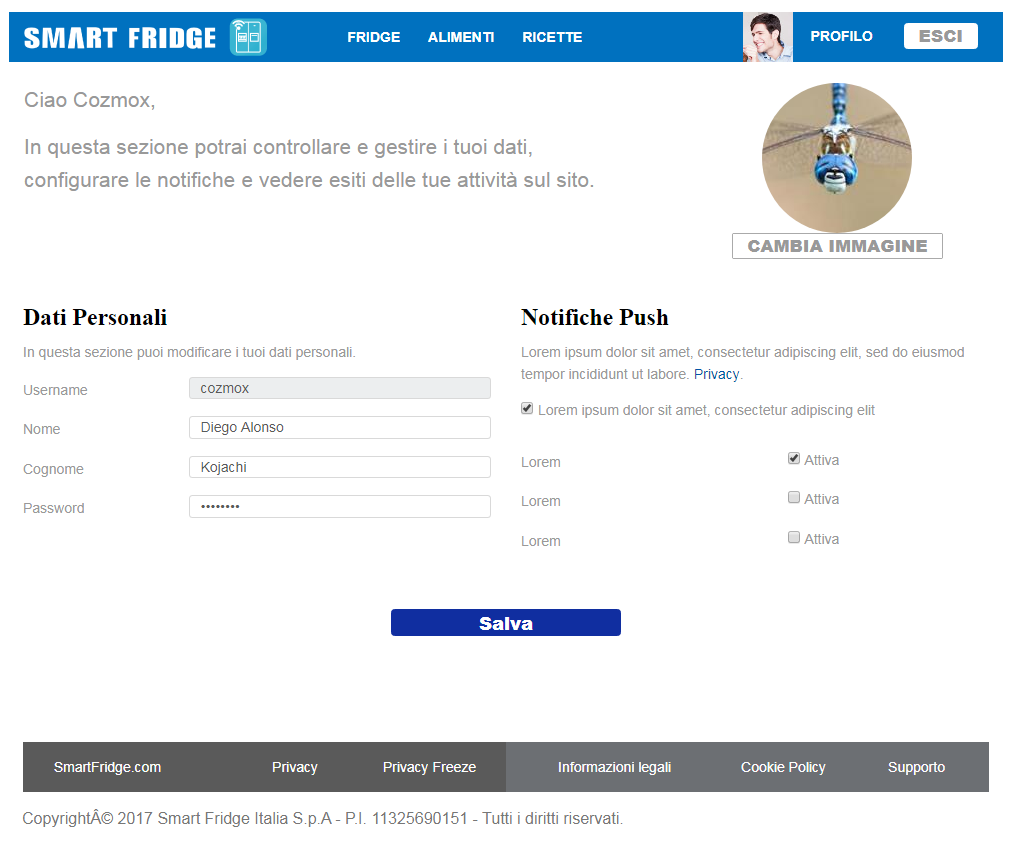 SMART FRIDGE FRIDGE ALIMENTI RICETTE PROFILO ESCI
Ciao Cozmox,
In questa sezione potrai controllare e gestire i tuoi dati,
configurare le notifiche e vedere esiti delle tue attività sul sito.
CAMBIA IMMAGINE
Dati Personali
In questa sezione puoi modificare i tuoi dati personali.
Username cozmox
Nome Diego Alonso
Cognome Kojachi
Password ••••••••
Notifiche Push
Lorem ipsum dolor sit amet, consectetur adipiscing elit, sed do eiusmod
tempor incididunt ut labore. Privacy.
Lorem ipsum dolor sit amet, consectetur adipiscing elit
Lorem Attiva
Lorem Attiva
Lorem Attiva
Salva
SmartFridge.com Privacy Privacy Freeze Informazioni legali Cookie Policy Supporto
CopyrightÂ© 2017 Smart Fridge Italia S.p.A - P.I. 11325690151 - Tutti i diritti riservati.